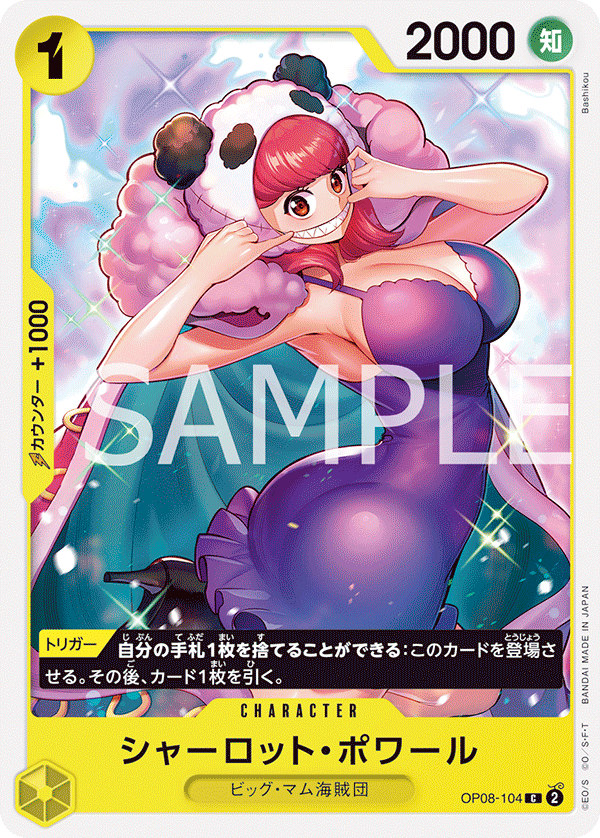 1
2000
知
Bashikou
カウンター +1000
SAMPLE
トリガー 自分の手札1枚を捨てることができる:このカードを登場さ
せる。その後、カード1枚を引く。
CHARACTER
シャーロット・ポワール
ビッグ・マム海賊団
OP08-104 C 2
©EO/S ©O/S・F・T BANDAI MADE IN JAPAN